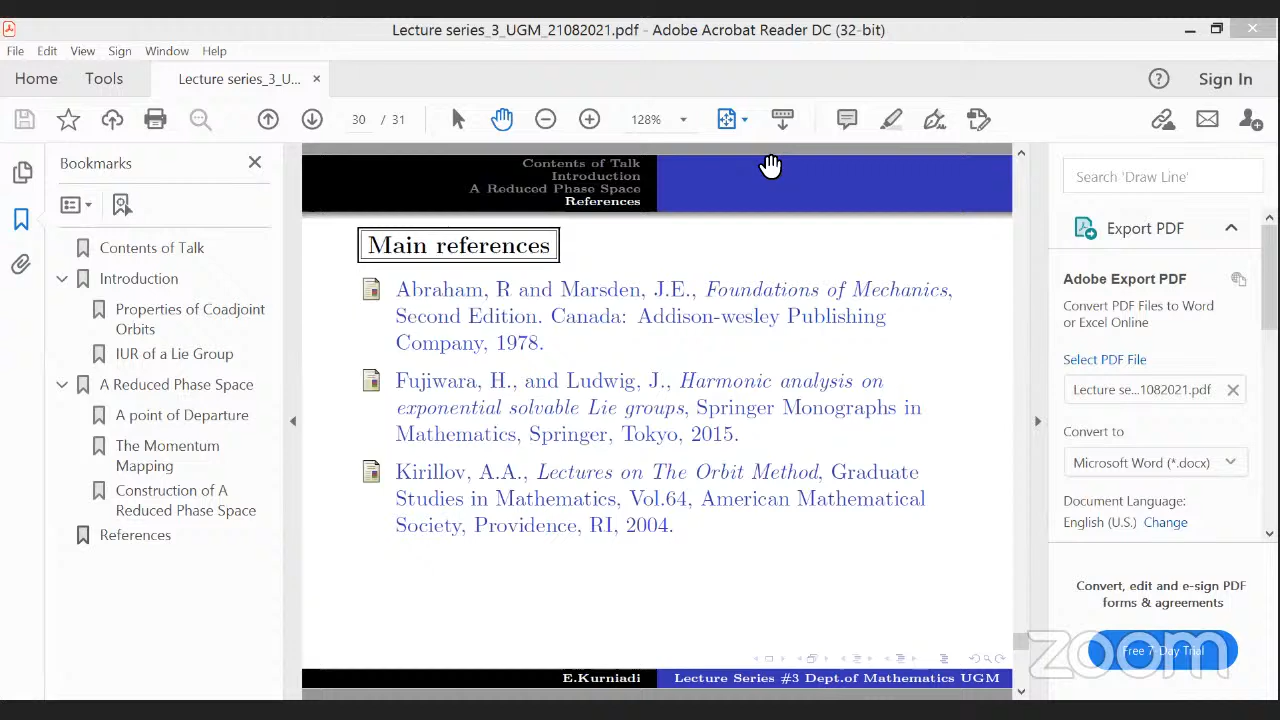 Lecture series_3_UGM_21082021.pdf - Adobe Acrobat Reader DC (32-bit)
File Edit View Sign Window Help
Home Tools Lecture series_3_U... × Sign In
30 / 31 128%
Bookmarks
Contents of Talk
Introduction
Properties of Coadjoint
Orbits
IUR of a Lie Group
A Reduced Phase Space
A point of Departure
The Momentum
Mapping
Construction of A
Reduced Phase Space
References
Contents of Talk
Introduction
A Reduced Phase Space
References
Main references
Abraham, R and Marsden, J.E., Foundations of Mechanics,
Second Edition. Canada: Addison-wesley Publishing
Company, 1978.
Fujiwara, H., and Ludwig, J., Harmonic analysis on
exponential solvable Lie groups, Springer Monographs in
Mathematics, Springer, Tokyo, 2015.
Kirillov, A.A., Lectures on The Orbit Method, Graduate
Studies in Mathematics, Vol.64, American Mathematical
Society, Providence, RI, 2004.
E.Kurniadi Lecture Series #3 Dept.of Mathematics UGM
Search 'Draw Line'
Export PDF
Adobe Export PDF
Convert PDF Files to Word
or Excel Online
Select PDF File
Lecture se...1082021.pdf
Convert to
Microsoft Word (*.docx)
Document Language:
English (U.S.) Change
Convert, edit and e-sign PDF
forms & agreements
Free 7-Day Trial
zoom